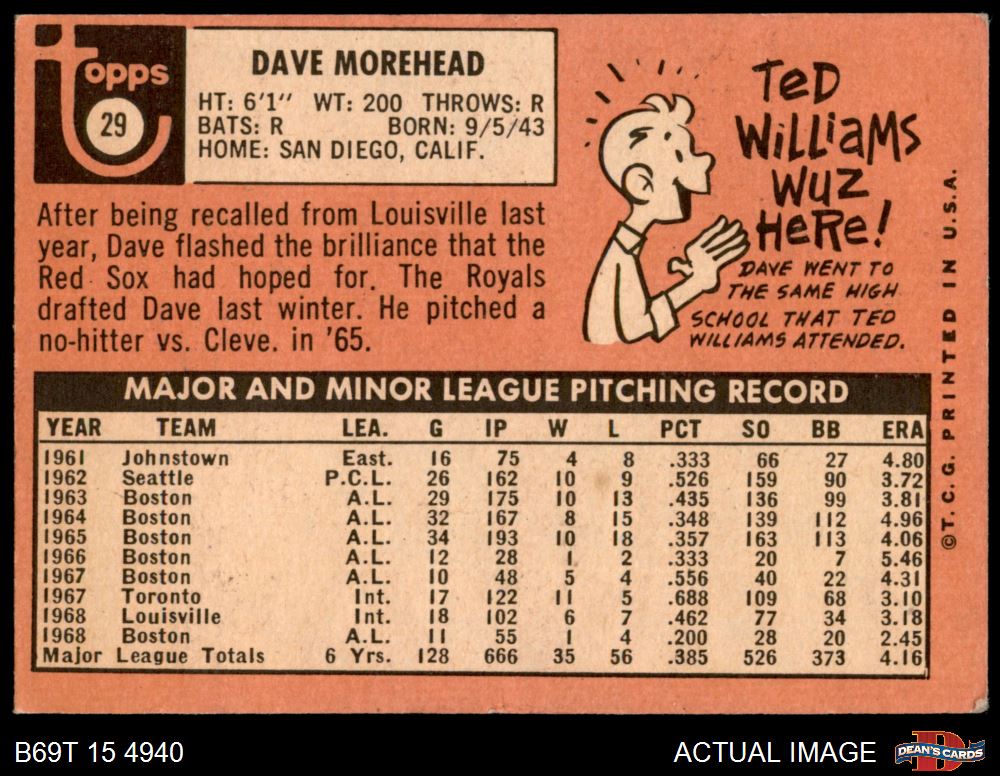 Topps
29
DAVE MOREHEAD
HT: 6'1" WT: 200 THROWS: R
BATS: R BORN: 9/5/43
HOME: SAN DIEGO, CALIF.
After being recalled from Louisville last
year, Dave flashed the brilliance that the
Red Sox had hoped for. The Royals
drafted Dave last winter. He pitched a
no-hitter vs. Cleve. in '65.
TeD
WiLLiaMS
WuZ
HeRe!
DAVE WENT TO
THE SAME HIGH
SCHOOL THAT TED
WILLIAMS ATTENDED.
©T.C.G. PRINTED IN U.S.A.
MAJOR AND MINOR LEAGUE PITCHING RECORD
YEAR TEAM LEA. G IP W L PCT SO BB ERA
1961 Johnstown East. 16 75 4 8 .333 66 27 4.80
1962 Seattle P.C.L. 26 162 10 9 .526 159 90 3.72
1963 Boston A.L. 29 175 10 13 .435 136 99 3.81
1964 Boston A.L. 32 167 8 15 .348 139 112 4.96
1965 Boston A.L. 34 193 10 18 .357 163 113 4.06
1966 Boston A.L. 12 28 1 2 .333 20 7 5.46
1967 Boston A.L. 10 48 5 4 .556 40 22 4.31
1967 Toronto Int. 17 122 11 5 .688 109 68 3.10
1968 Louisville Int. 18 102 6 7 .462 77 34 3.18
1968 Boston A.L. 11 55 1 4 .200 28 20 2.45
Major League Totals 6 Yrs. 128 666 35 56 .385 526 373 4.16
B69T 15 4940
ACTUAL IMAGE
DEAN'S CARDS